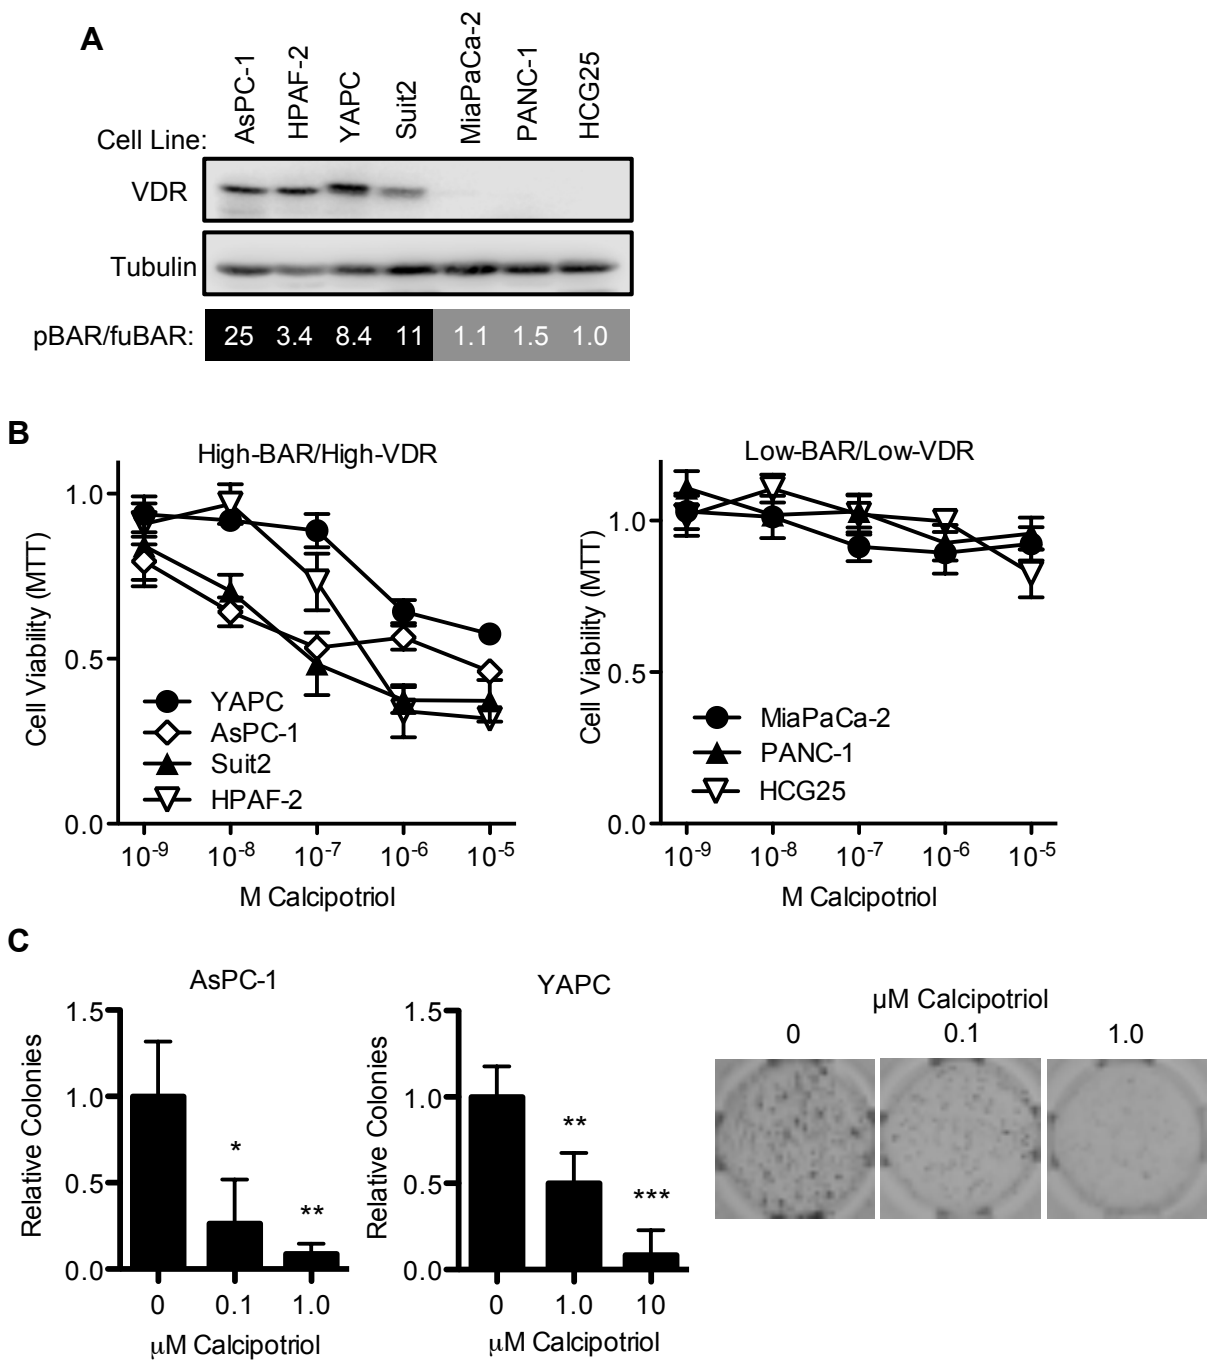 A
Cell Line:
AsPC-1
HPAF-2
YAPC
Suit2
MiaPaCa-2
PANC-1
HCG25
VDR
Tubulin
pBAR/fuBAR: 25 3.4 8.4 11 1.1 1.5 1.0
B
High-BAR/High-VDR
Cell Viability (MTT)
1.0
0.5
0.0
YAPC
AsPC-1
Suit2
HPAF-2
10⁻⁹ 10⁻⁸ 10⁻⁷ 10⁻⁶ 10⁻⁵
M Calcipotriol
Low-BAR/Low-VDR
Cell Viability (MTT)
1.0
0.5
0.0
MiaPaCa-2
PANC-1
HCG25
10⁻⁹ 10⁻⁸ 10⁻⁷ 10⁻⁶ 10⁻⁵
M Calcipotriol
C
AsPC-1
Relative Colonies
1.5
1.0
0.5
0.0
*
**
0 0.1 1.0
μM Calcipotriol
YAPC
Relative Colonies
1.5
1.0
0.5
0.0
**
***
0 1.0 10
μM Calcipotriol
μM Calcipotriol
0 0.1 1.0